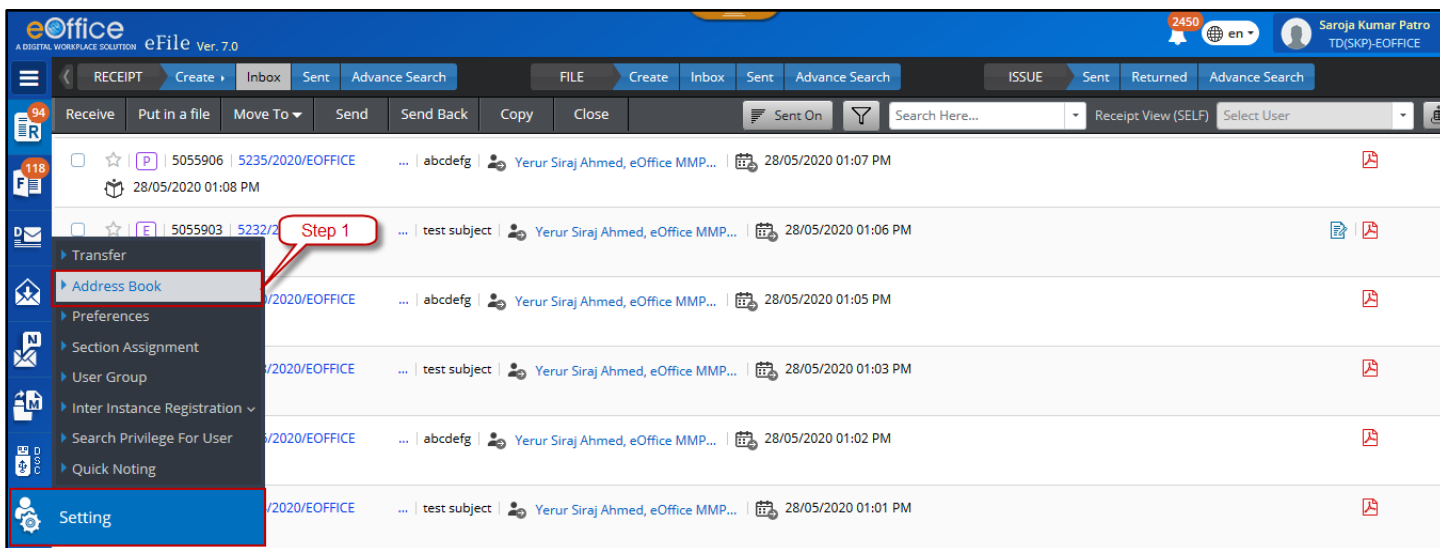 eOffice
A DIGITAL WORKPLACE SOLUTION eFile Ver. 7.0
2450 en Saroja Kumar Patro
TD(SKP)-EOFFICE
RECEIPT Create Inbox Sent Advance Search FILE Create Inbox Sent Advance Search ISSUE Sent Returned Advance Search
94 R Receive Put in a file Move To Send Send Back Copy Close Sent On Search Here... Receipt View (SELF) Select User
P 5055906 5235/2020/EOFFICE ... abcdefg Yerur Siraj Ahmed, eOffice MMP... 28/05/2020 01:07 PM
118 F 28/05/2020 01:08 PM
D E 5055903 5232/2 Step 1 ... test subject Yerur Siraj Ahmed, eOffice MMP... 28/05/2020 01:06 PM
Transfer
Address Book /2020/EOFFICE ... abcdefg Yerur Siraj Ahmed, eOffice MMP... 28/05/2020 01:05 PM
Preferences
N Section Assignment
User Group /2020/EOFFICE ... test subject Yerur Siraj Ahmed, eOffice MMP... 28/05/2020 01:03 PM
M Inter Instance Registration
DSC Search Privilege For User /2020/EOFFICE ... abcdefg Yerur Siraj Ahmed, eOffice MMP... 28/05/2020 01:02 PM
Quick Noting
Setting /2020/EOFFICE ... test subject Yerur Siraj Ahmed, eOffice MMP... 28/05/2020 01:01 PM